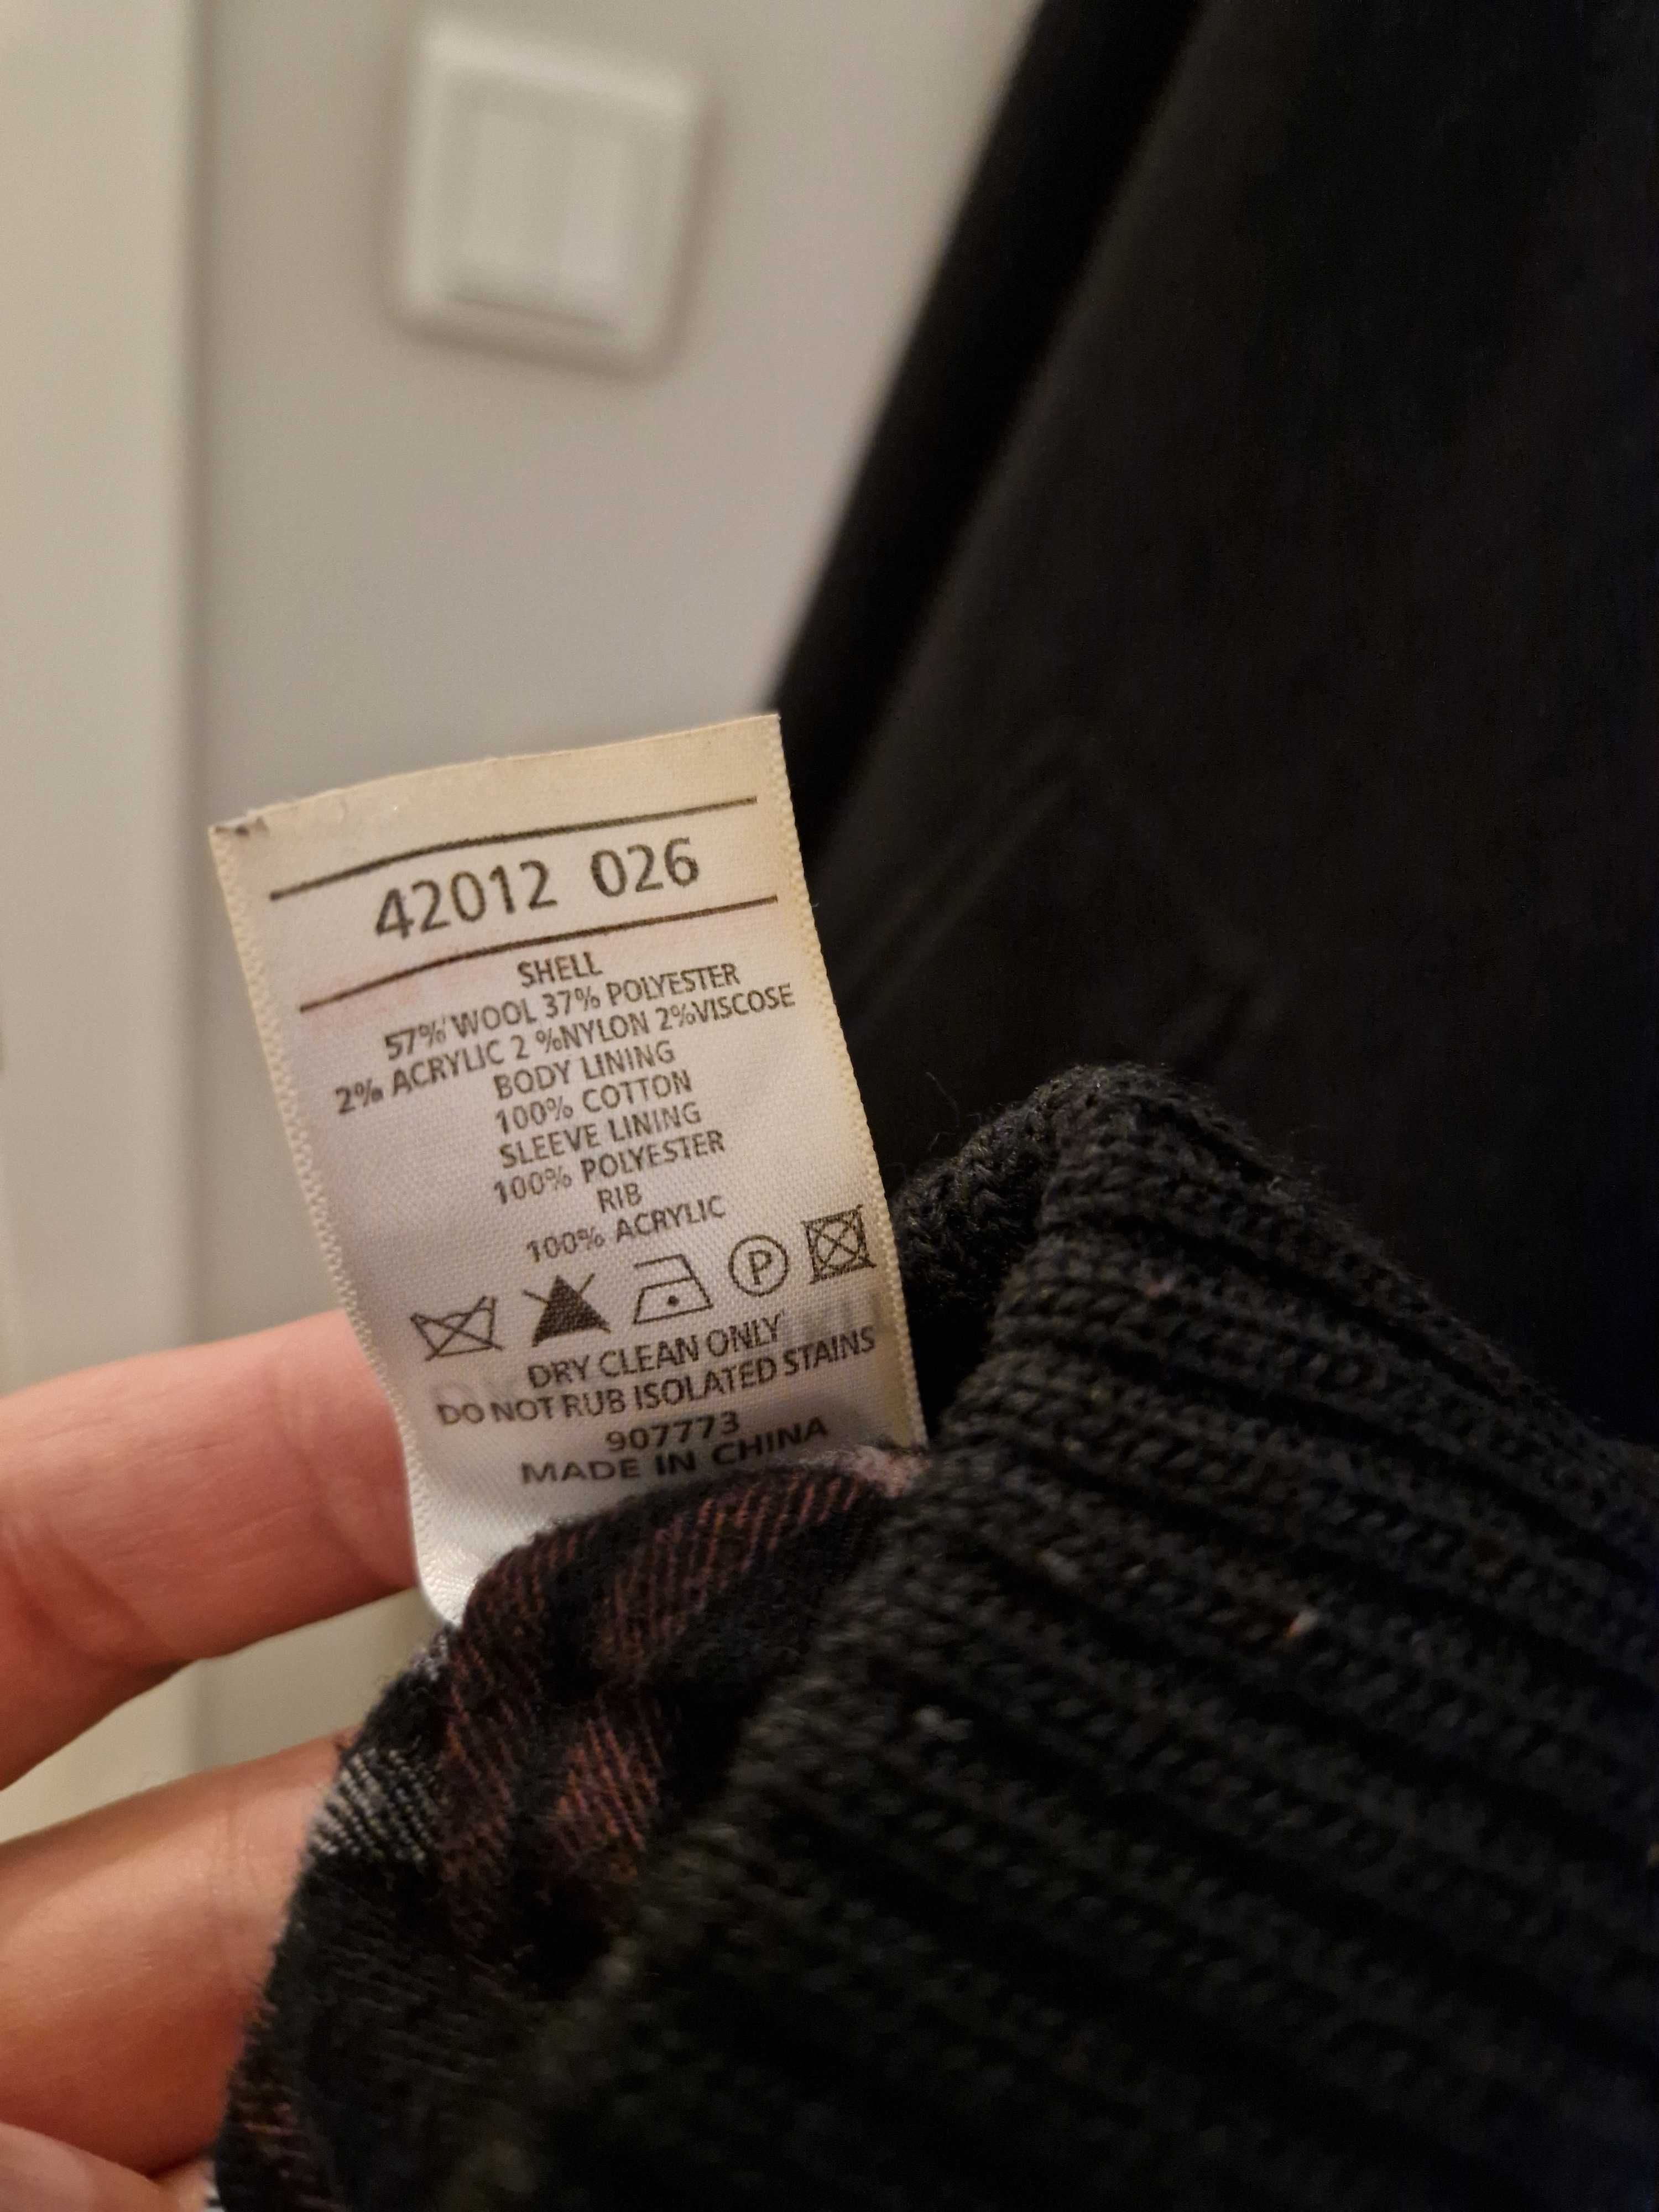 42012 026
SHELL
57% WOOL 37% POLYESTER
2% ACRYLIC 2 %NYLON 2%VISCOSE
BODY LINING
100% COTTON
SLEEVE LINING
100% POLYESTER
RIB
100% ACRYLIC
P
DRY CLEAN ONLY
DO NOT RUB ISOLATED STAINS
907773
MADE IN CHINA